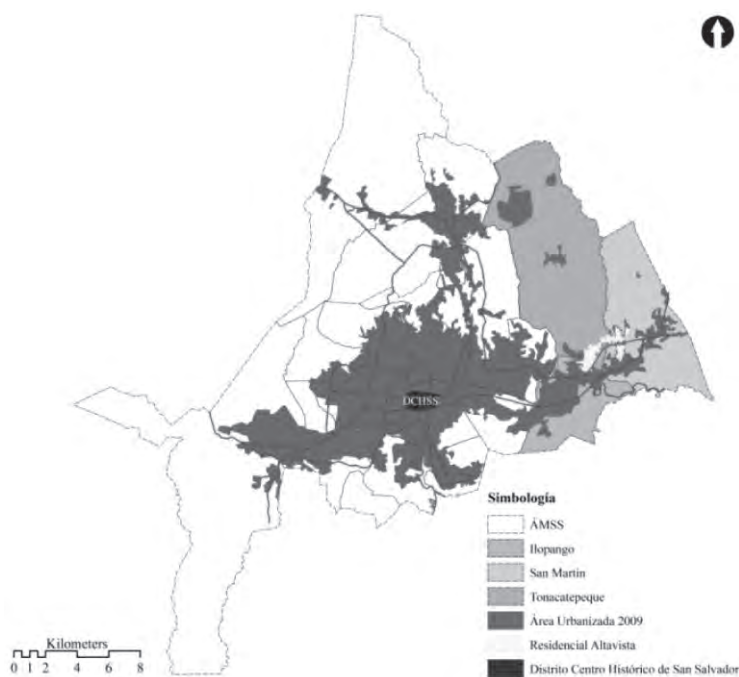 DCHSS
Simbología
ÁMSS
Ilopango
San Martín
Tonacatepeque
Área Urbanizada 2009
Residencial Altavista
Distrito Centro Histórico de San Salvador
Kilometers
0 1 2 4 6 8